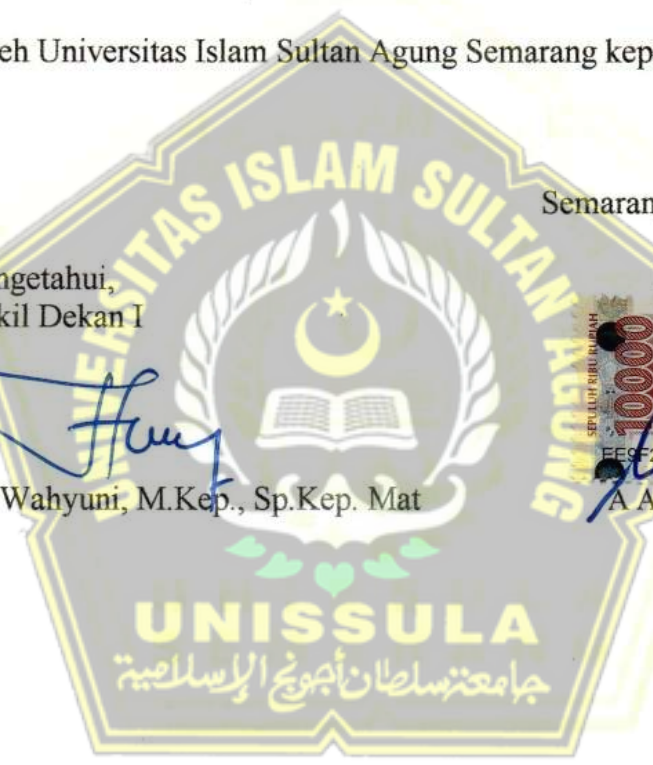 eh Universitas Islam Sultan Agung Semarang kep
Semaran
ngetahui,
kil Dekan I
Wahyuni, M.Kep., Sp.Kep. Mat
A A
SEPULUH RIBU RUPIAH
10000
UNIVERSITAS ISLAM SULTAN AGUNG
UNISSULA
جامعة سلطان أجونج الإسلامية